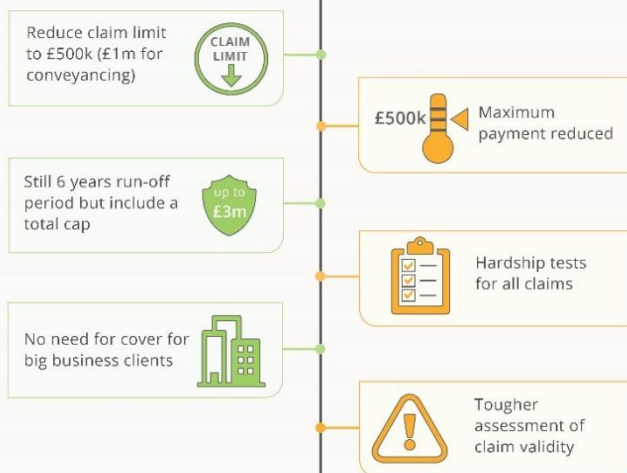 Reduce claim limit
to £500k (£1m for
conveyancing)
CLAIM
LIMIT
£500k
Maximum
payment reduced
Still 6 years run-off
period but include a
total cap
up to
£3m
Hardship tests
for all claims
No need for cover for
big business clients
Tougher
assessment of
claim validity